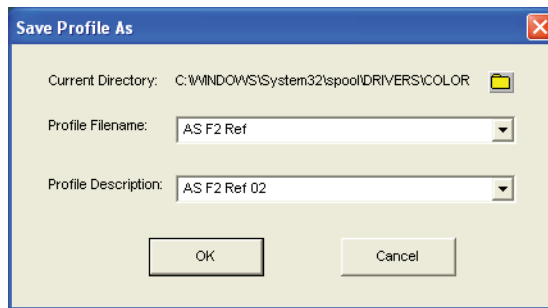 Save Profile As
Current Directory: C:\WINDOWS\System32\spool\DRIVERS\COLOR
Profile Filename: AS F2 Ref
Profile Description: AS F2 Ref 02
OK Cancel